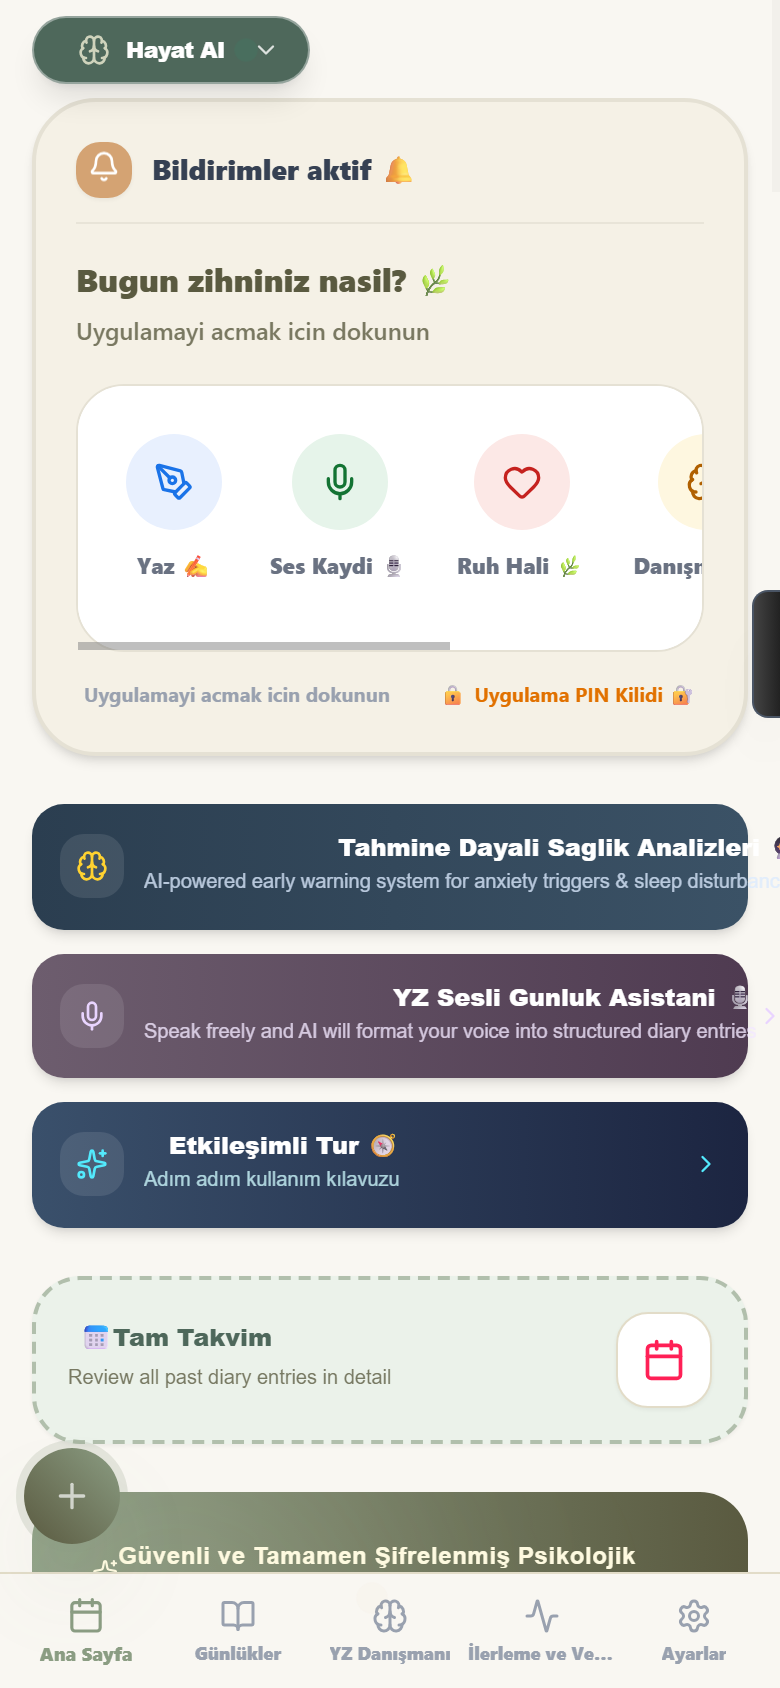 Hayat AI
Bildirimler aktif 🔔
Bugun zihniniz nasil? 🌿
Uygulamayi acmak icin dokunun
Yaz ✍️
Ses Kaydi 🎙️
Ruh Hali 🌿
Uygulamayi acmak icin dokunun
🔒 Uygulama PIN Kilidi 🔐
Tahmine Dayali Saglik Analizleri
AI-powered early warning system for anxiety triggers & sleep
YZ Sesli Gunluk Asistani 🎙️
Speak freely and AI will format your voice into structured diary entries
Etkileşimli Tur 🧭
Adım adım kullanım kılavuzu
📅 Tam Takvim
Review all past diary entries in detail
Güvenli ve Tamamen Şifrelenmiş Psikolojik
Ana Sayfa
Günlükler
YZ Danışmanı
İlerleme ve Ve...
Ayarlar